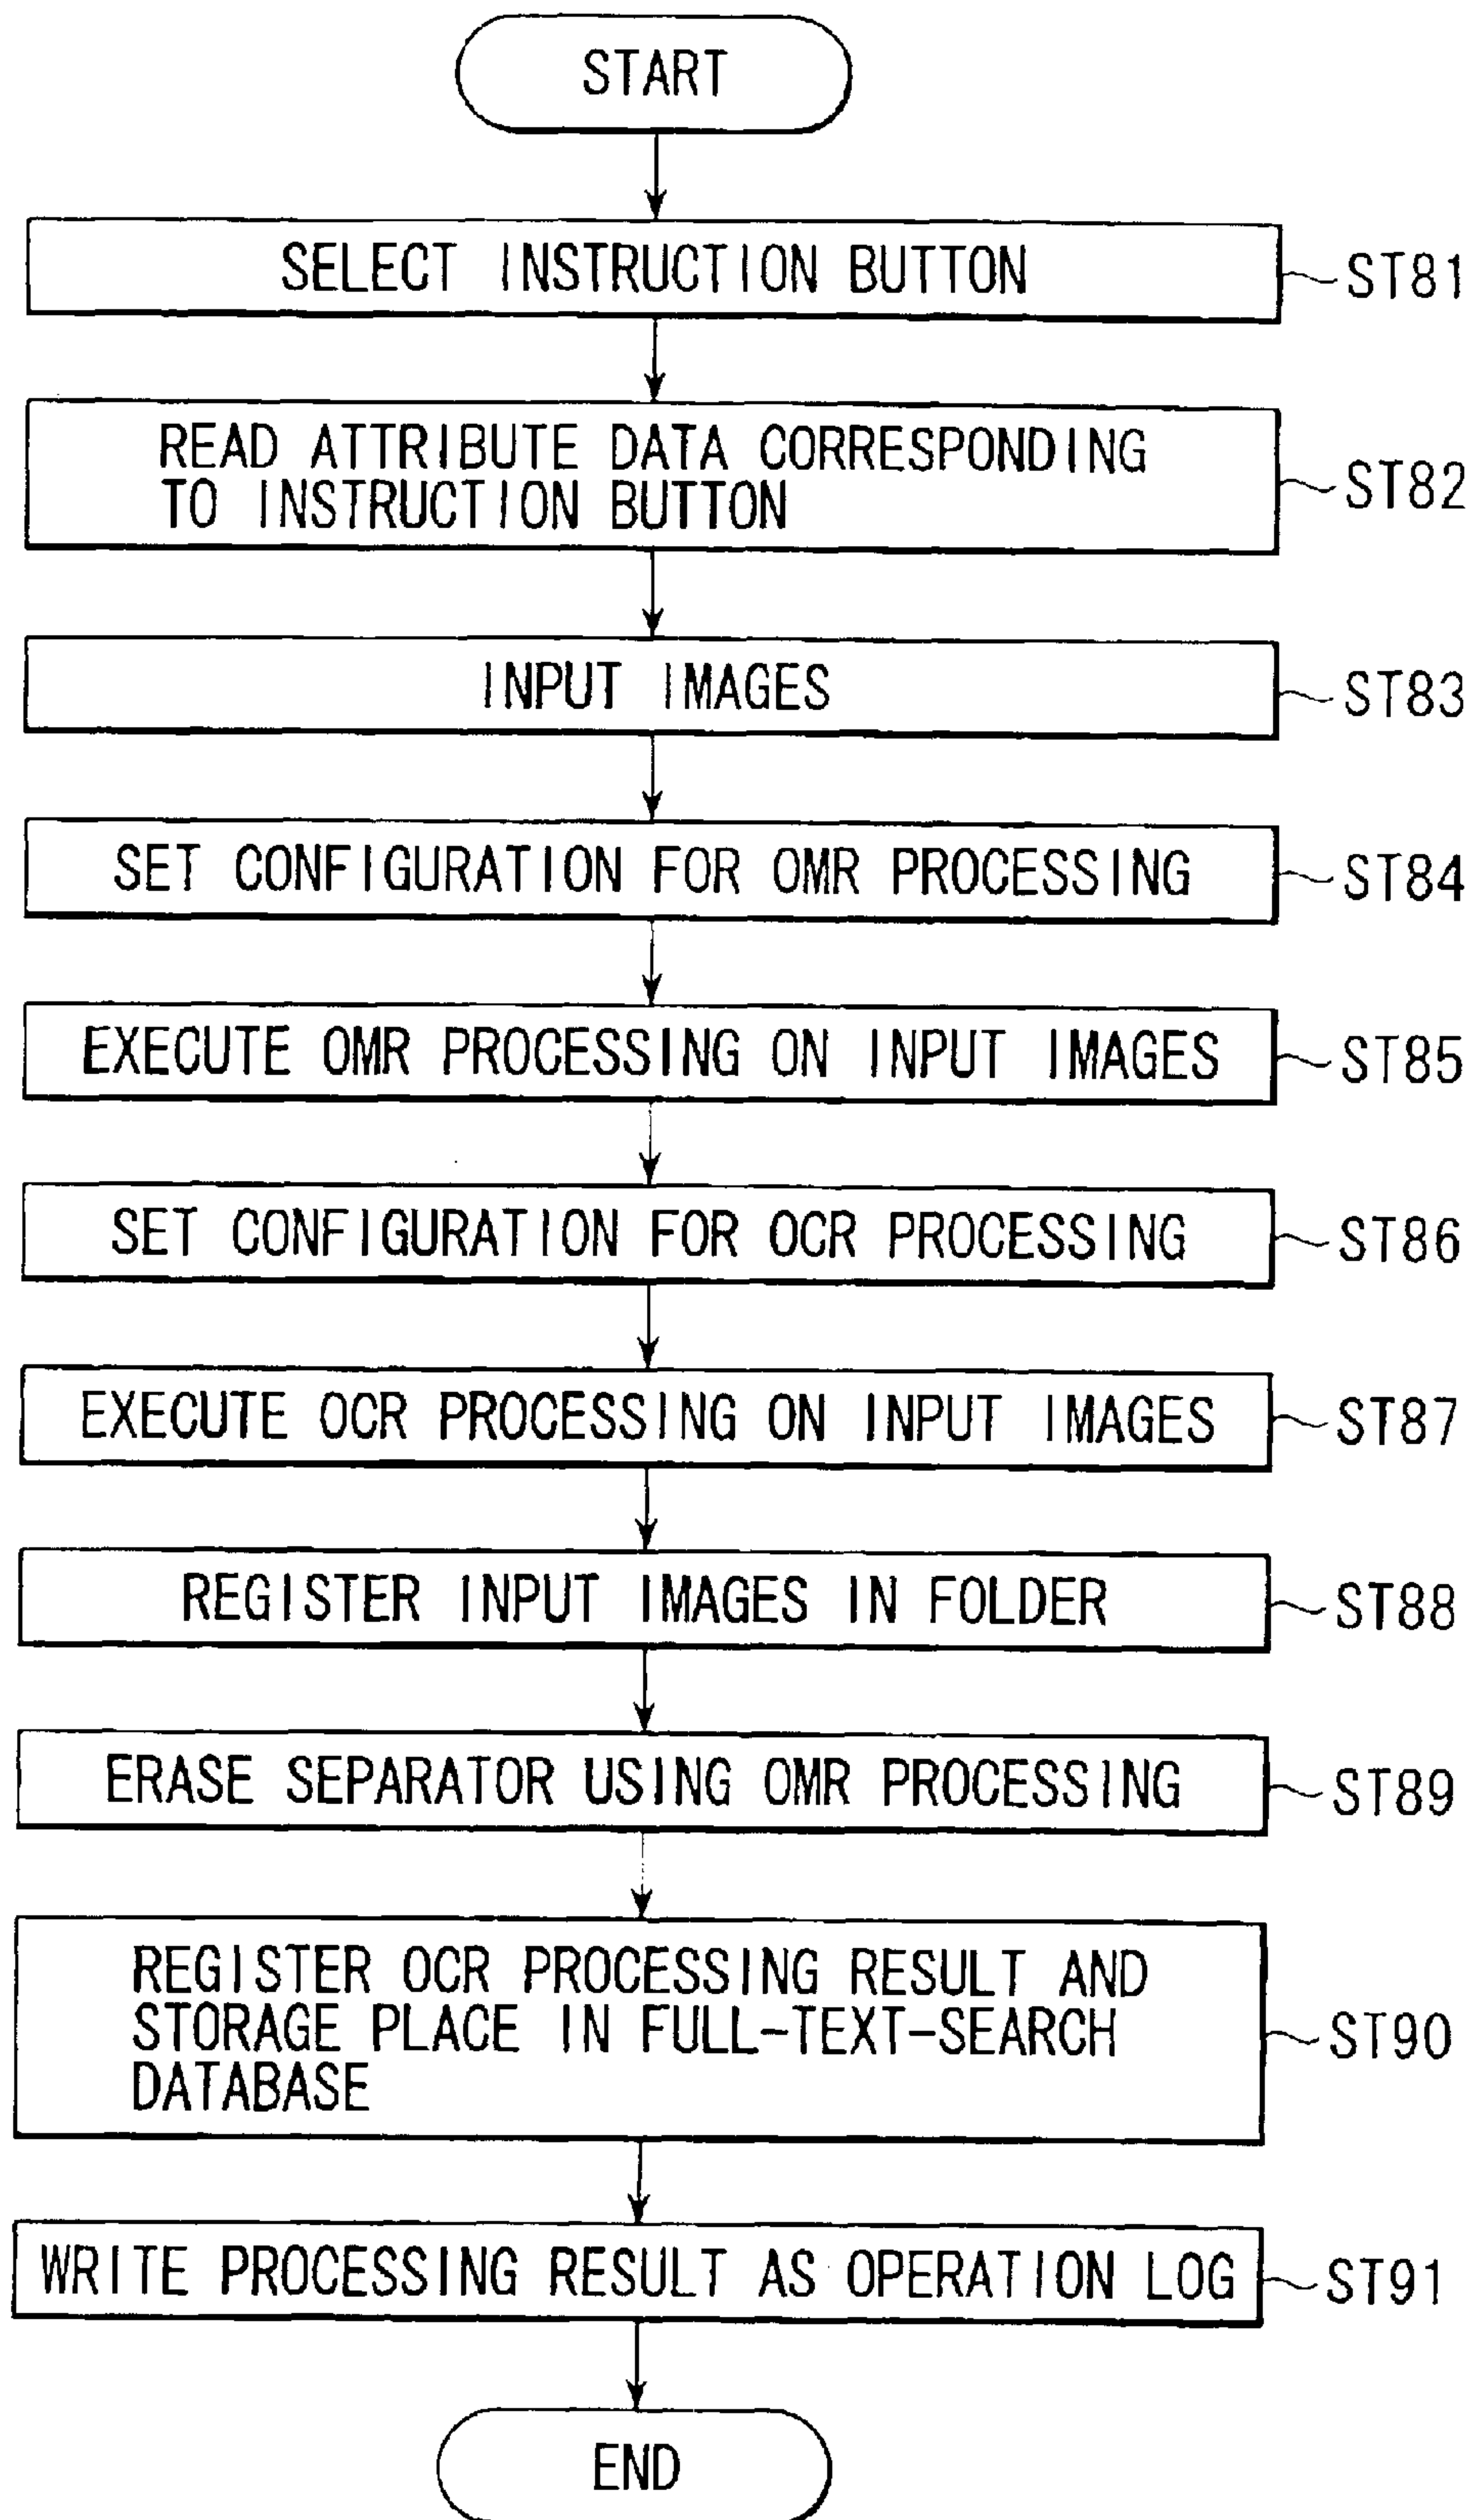 START
SELECT INSTRUCTION BUTTON
ST81
READ ATTRIBUTE DATA CORRESPONDING
TO INSTRUCTION BUTTON
ST82
INPUT IMAGES
ST83
SET CONFIGURATION FOR OMR PROCESSING
ST84
EXECUTE OMR PROCESSING ON INPUT IMAGES
ST85
SET CONFIGURATION FOR OCR PROCESSING
ST86
EXECUTE OCR PROCESSING ON INPUT IMAGES
ST87
REGISTER INPUT IMAGES IN FOLDER
ST88
ERASE SEPARATOR USING OMR PROCESSING
ST89
REGISTER OCR PROCESSING RESULT AND
STORAGE PLACE IN FULL-TEXT-SEARCH
DATABASE
ST90
WRITE PROCESSING RESULT AS OPERATION LOG
ST91
END